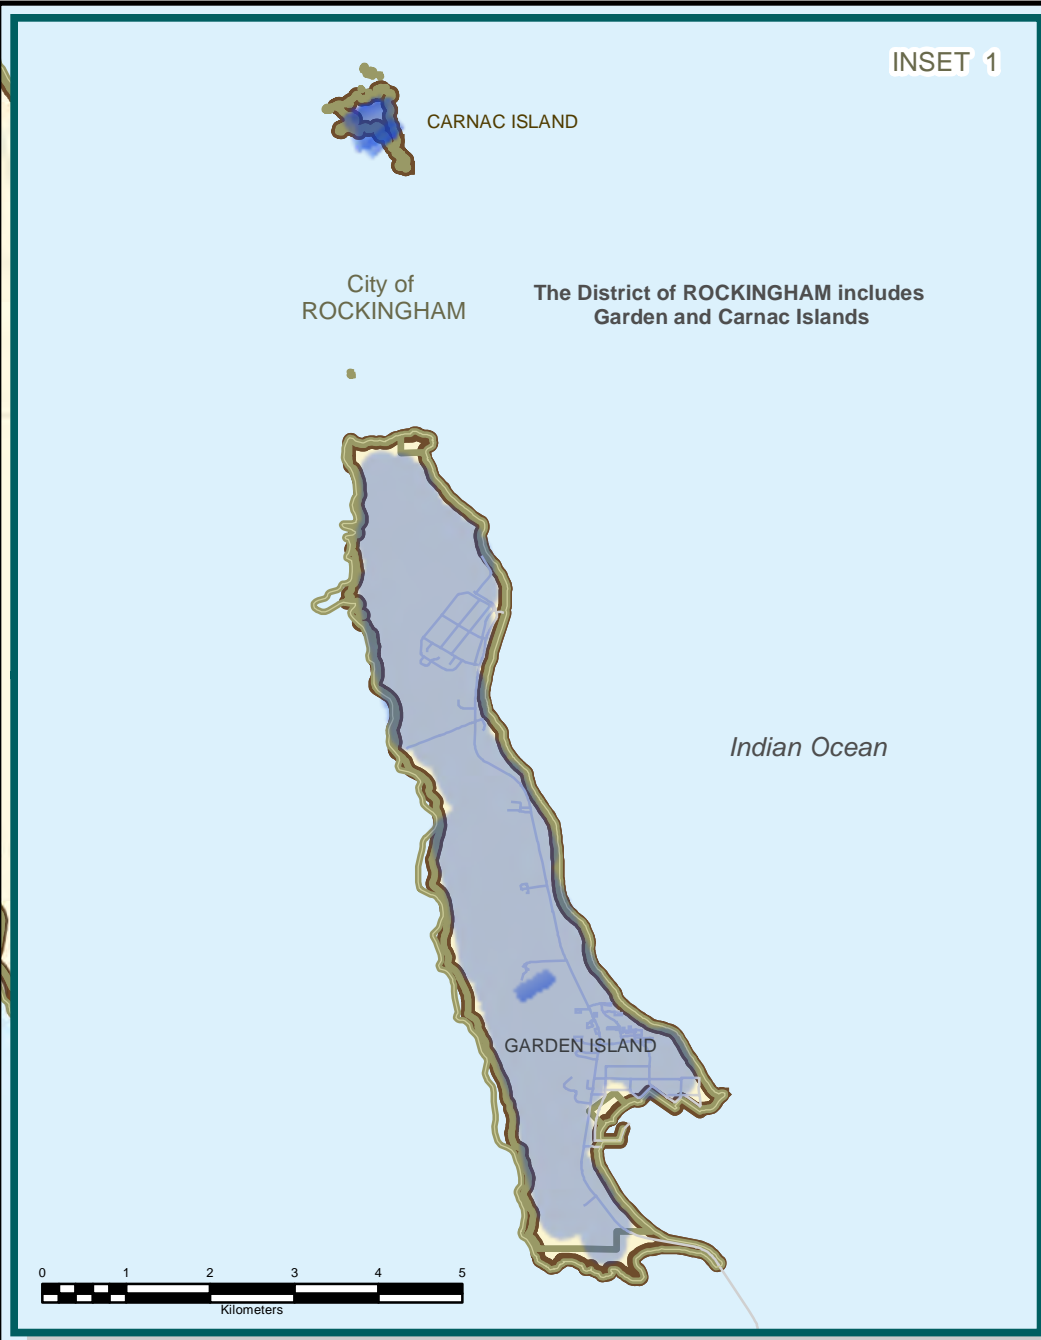 INSET 1
CARNAC ISLAND
City of
ROCKINGHAM
The District of ROCKINGHAM includes
Garden and Carnac Islands
Indian Ocean
GARDEN ISLAND
0 1 2 3 4 5
Kilometers